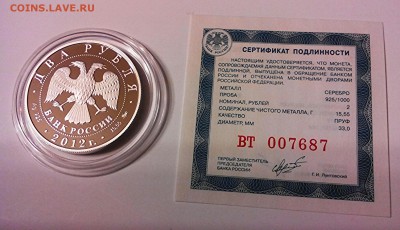 COINS.LAVE.RU
ДВА РУБЛЯ
БАНК РОССИИ
2012 г.
СЕРТИФИКАТ ПОДЛИННОСТИ
НАСТОЯЩИМ УДОСТОВЕРЯЕТСЯ, ЧТО МОНЕТА,
СОПРОВОЖДАЕМАЯ ДАННЫМ СЕРТИФИКАТОМ, ЯВЛЯЕТСЯ
ПОДЛИННОЙ, ВЫПУЩЕНА В ОБРАЩЕНИЕ БАНКОМ
РОССИИ И ОТЧЕКАНЕНА МОНЕТНЫМИ ДВОРАМИ
РОССИЙСКОЙ ФЕДЕРАЦИИ.
МЕТАЛЛ СЕРЕБРО
ПРОБА 925/1000
НОМИНАЛ, РУБЛЕЙ 2
СОДЕРЖАНИЕ ЧИСТОГО МЕТАЛЛА, Г 15,55
КАЧЕСТВО ПРУФ
ДИАМЕТР, ММ 33,0
ВТ 007687
ПЕРВЫЙ ЗАМЕСТИТЕЛЬ
ПРЕДСЕДАТЕЛЯ
БАНКА РОССИИ